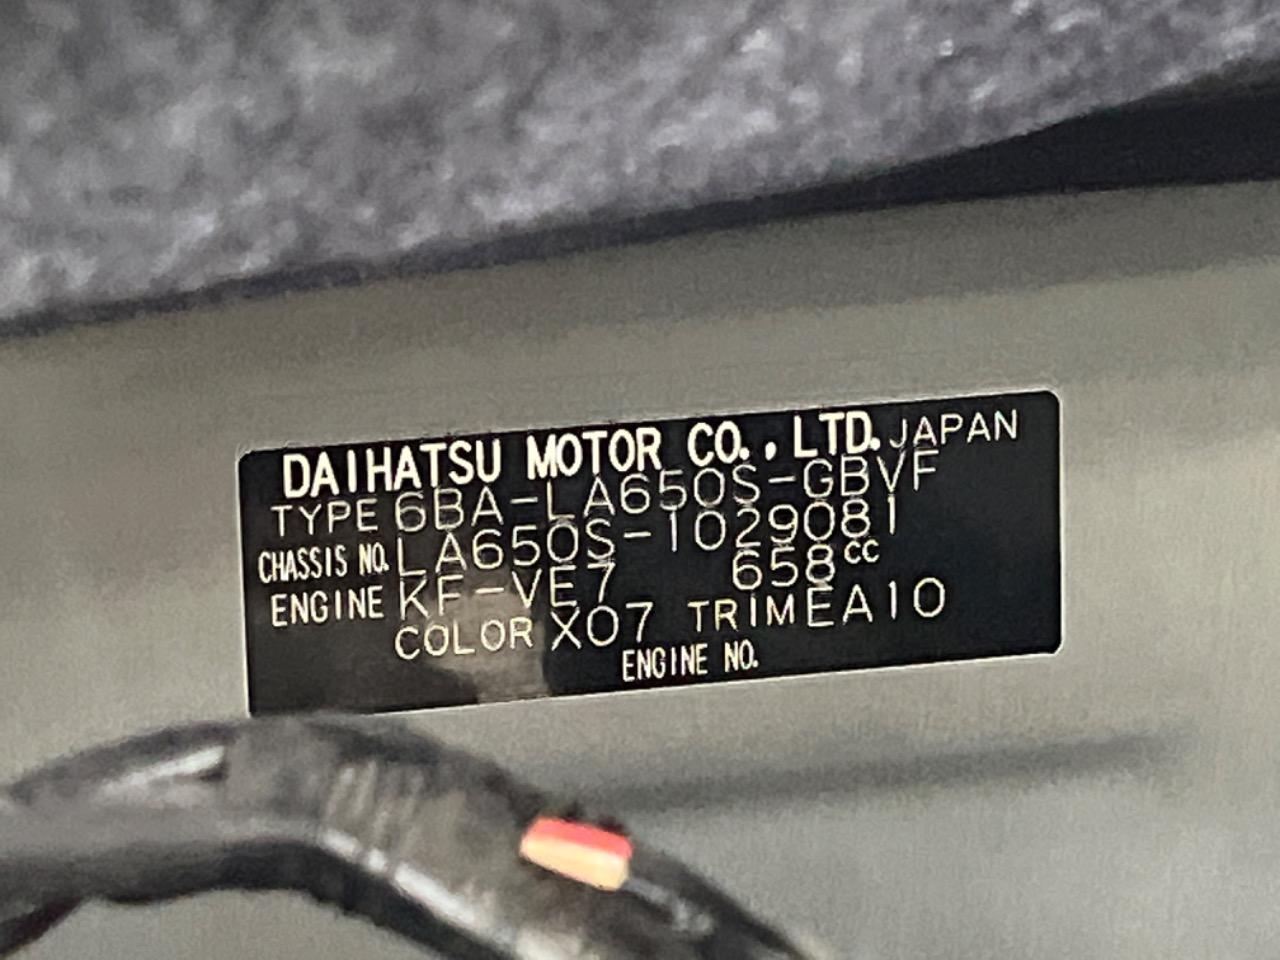 DAIHATSU MOTOR CO., LTD. JAPAN
TYPE 6BA-LA650S-GBVF
CHASSIS NO. LA650S-1029081
ENGINE KF-VE7 658CC
COLOR X07 TRIM EA10
ENGINE NO.